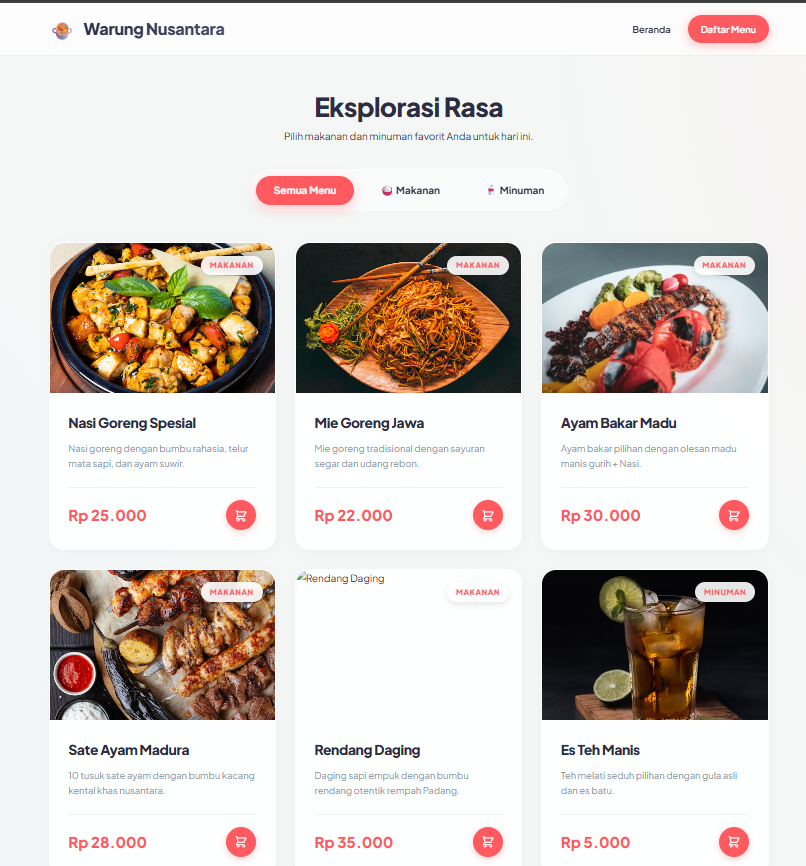 Warung Nusantara
Beranda
Daftar Menu
Eksplorasi Rasa
Pilih makanan dan minuman favorit Anda untuk hari ini.
Semua Menu
Makanan
Minuman
MAKANAN
Nasi Goreng Spesial
Nasi goreng dengan bumbu rahasia, telur
mata sapi, dan ayam suwir.
Rp 25.000
MAKANAN
Mie Goreng Jawa
Mie goreng tradisional dengan sayuran
segar dan udang rebon.
Rp 22.000
MAKANAN
Ayam Bakar Madu
Ayam bakar pilihan dengan olesan madu
manis gurih + Nasi.
Rp 30.000
MAKANAN
Sate Ayam Madura
10 tusuk sate ayam dengan bumbu kacang
kental khas nusantara.
Rp 28.000
Rendang Daging
MAKANAN
Rendang Daging
Daging sapi empuk dengan bumbu
rendang otentik rempah Padang.
Rp 35.000
MINUMAN
Es Teh Manis
Teh melati seduh pilihan dengan gula asli
dan es batu.
Rp 5.000